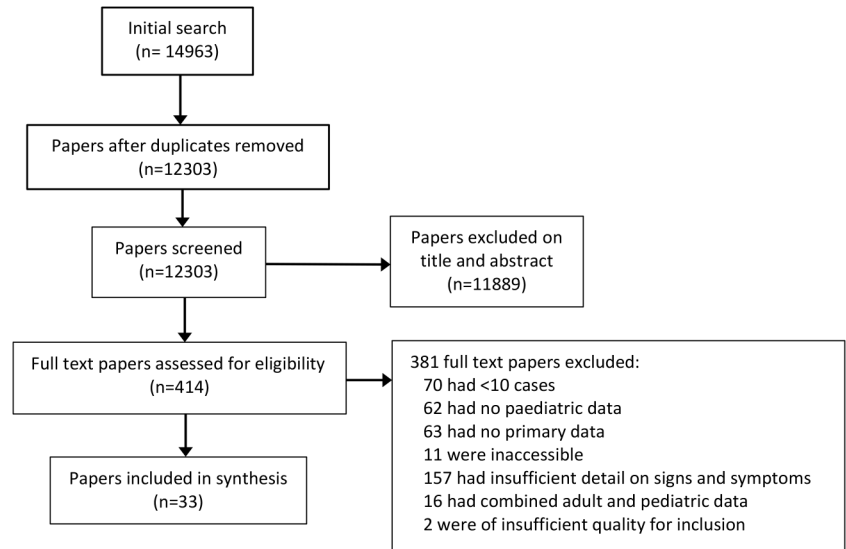 Initial search
(n= 14963)
Papers after duplicates removed
(n=12303)
Papers screened
(n=12303)
Papers excluded on
title and abstract
(n=11889)
Full text papers assessed for eligibility
(n=414)
381 full text papers excluded:
70 had <10 cases
62 had no paediatric data
63 had no primary data
11 were inaccessible
157 had insufficient detail on signs and symptoms
16 had combined adult and pediatric data
2 were of insufficient quality for inclusion
Papers included in synthesis
(n=33)